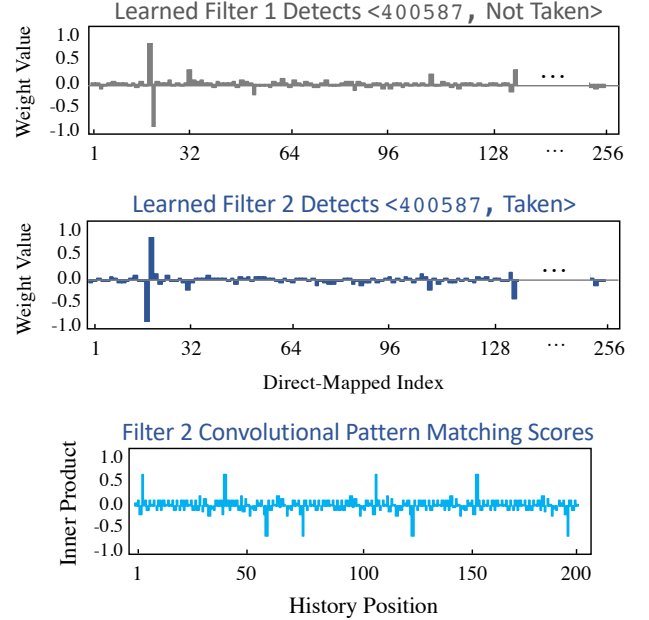 Learned Filter 1 Detects <400587, Not Taken>
Weight Value
1.0
0.5
0.0
-0.5
-1.0
1 32 64 96 128 ... 256
...
Learned Filter 2 Detects <400587, Taken>
Weight Value
1.0
0.5
0.0
-0.5
-1.0
...
1 32 64 96 128 ... 256
Direct-Mapped Index
Filter 2 Convolutional Pattern Matching Scores
Inner Product
1.0
0.5
0.0
-0.5
-1.0
1 50 100 150 200
History Position